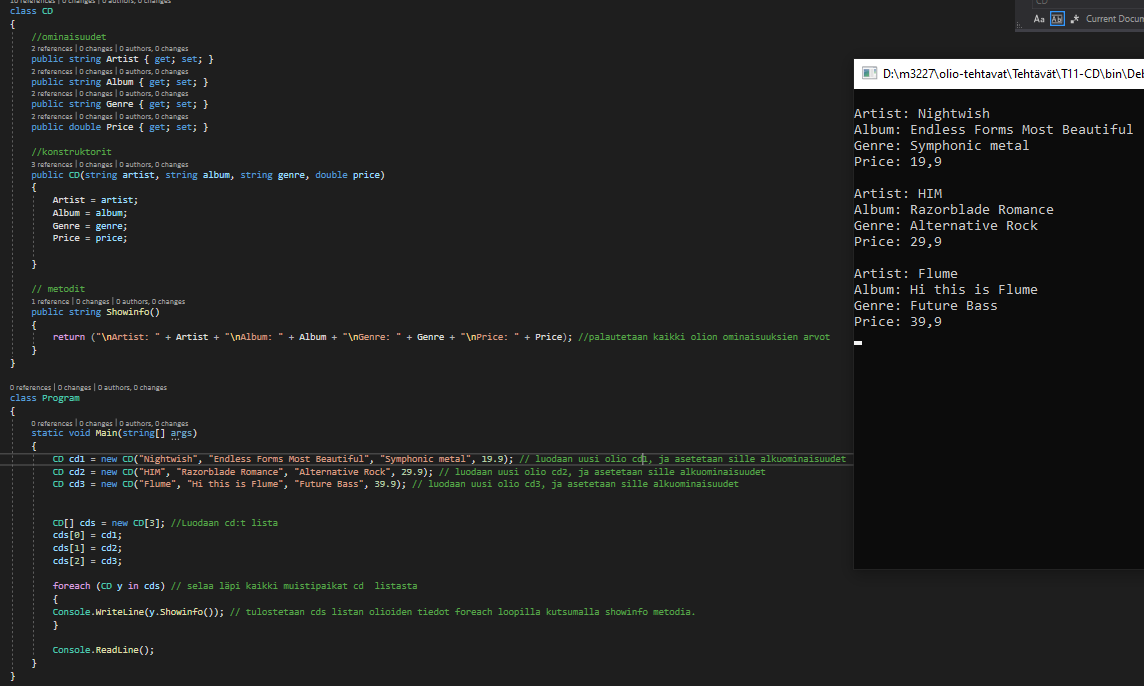 10 references | 0 changes | 0 authors, 0 changes
class CD
{
//ominaisuudet
2 references | 0 changes | 0 authors, 0 changes
public string Artist { get; set; }
2 references | 0 changes | 0 authors, 0 changes
public string Album { get; set; }
2 references | 0 changes | 0 authors, 0 changes
public string Genre { get; set; }
2 references | 0 changes | 0 authors, 0 changes
public double Price { get; set; }
//konstruktorit
3 references | 0 changes | 0 authors, 0 changes
public CD(string artist, string album, string genre, double price)
{
Artist = artist;
Album = album;
Genre = genre;
Price = price;
}
// metodit
1 reference | 0 changes | 0 authors, 0 changes
public string Showinfo()
{
return ("\nArtist: " + Artist + "\nAlbum: " + Album + "\nGenre: " + Genre + "\nPrice: " + Price); //palautetaan kaikki olion ominaisuuksien arvot
}
}
0 references | 0 changes | 0 authors, 0 changes
class Program
{
0 references | 0 changes | 0 authors, 0 changes
static void Main(string[] args)
{
CD cd1 = new CD("Nightwish", "Endless Forms Most Beautiful", "Symphonic metal", 19.9); // luodaan uusi olio cd1, ja asetetaan sille alkuominaisuudet
CD cd2 = new CD("HIM", "Razorblade Romance", "Alternative Rock", 29.9); // luodaan uusi olio cd2, ja asetetaan sille alkuominaisuudet
CD cd3 = new CD("Flume", "Hi this is Flume", "Future Bass", 39.9); // luodaan uusi olio cd3, ja asetetaan sille alkuominaisuudet
CD[] cds = new CD[3]; //Luodaan cd:t lista
cds[0] = cd1;
cds[1] = cd2;
cds[2] = cd3;
foreach (CD y in cds) // selaa läpi kaikki muistipaikat cd  listasta
{
Console.WriteLine(y.Showinfo()); // tulostetaan cds listan olioiden tiedot foreach loopilla kutsumalla showinfo metodia.
}
Console.ReadLine();
}
}
CD
Aa Ab Current Docum
D:\m3227\olio-tehtavat\Tehtävät\T11-CD\bin\Deb
Artist: Nightwish
Album: Endless Forms Most Beautiful
Genre: Symphonic metal
Price: 19,9
Artist: HIM
Album: Razorblade Romance
Genre: Alternative Rock
Price: 29,9
Artist: Flume
Album: Hi this is Flume
Genre: Future Bass
Price: 39,9